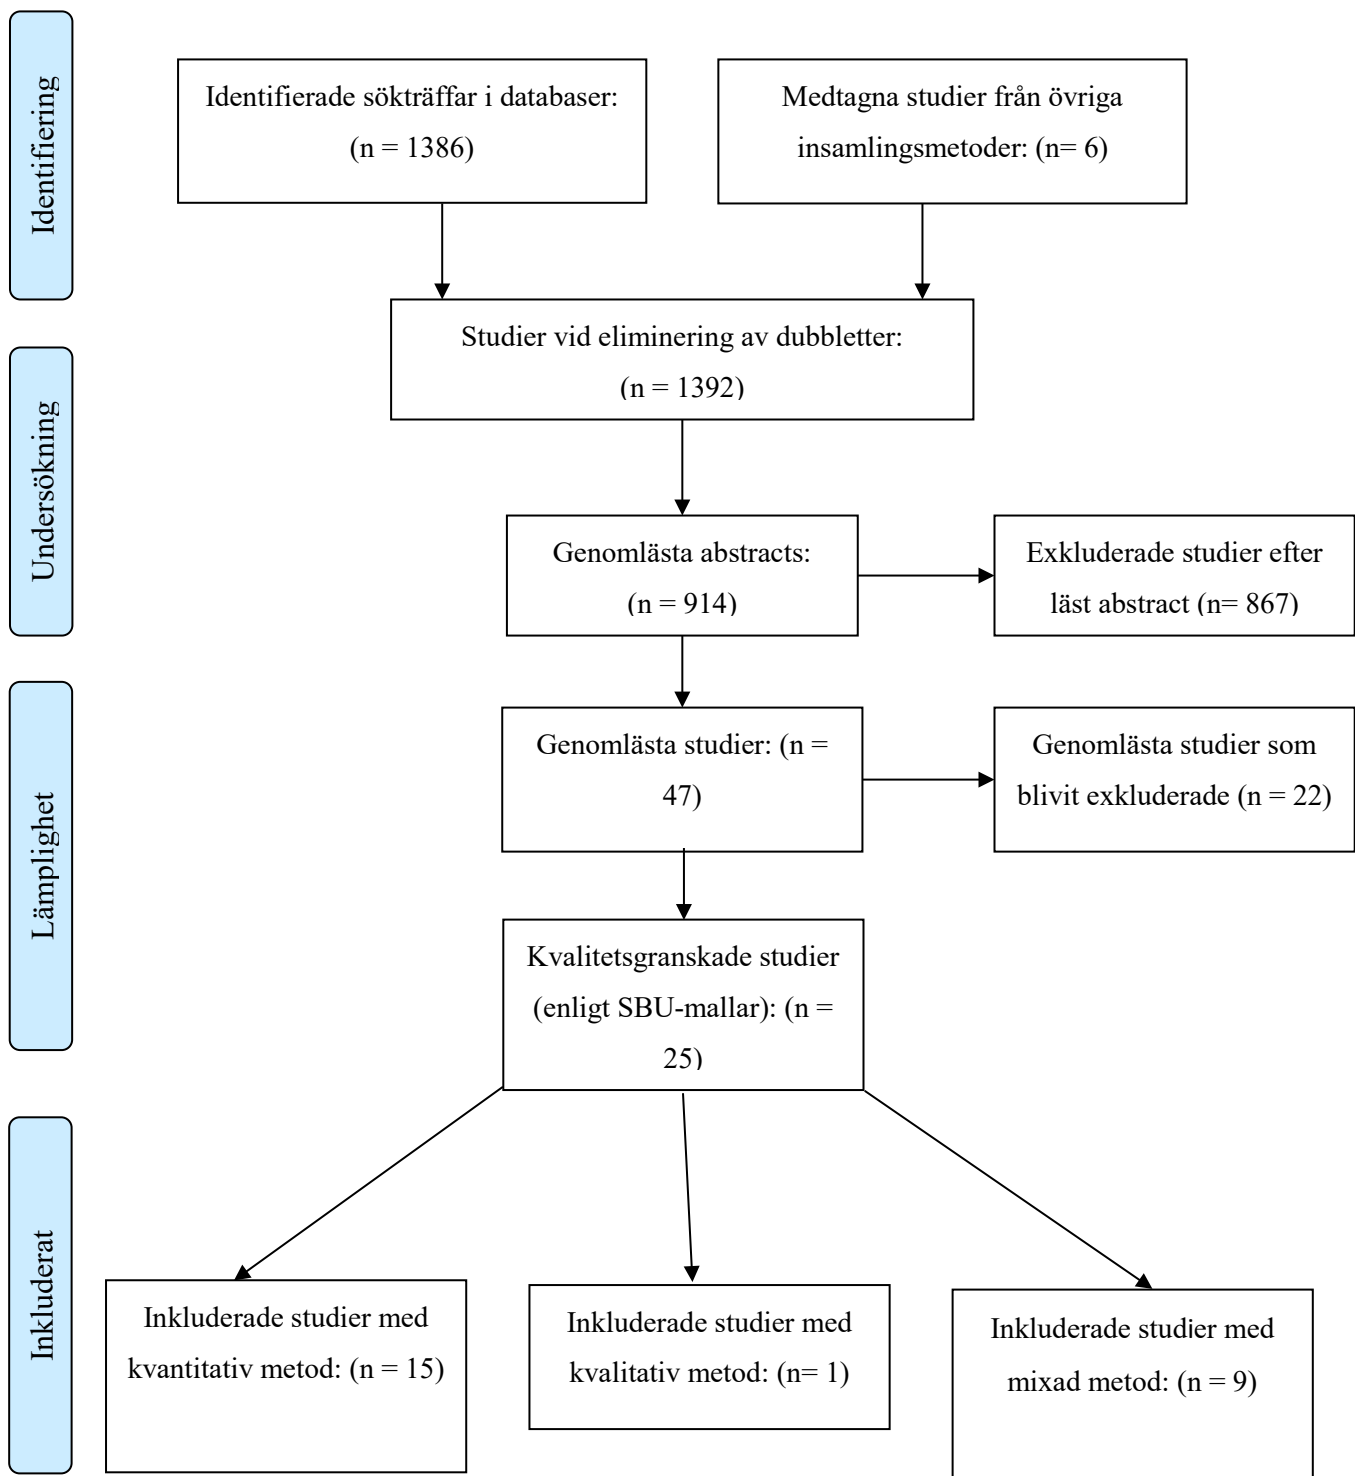 Identifiering
Identifierade sökträffar i databaser:
(n = 1386)
Medtagna studier från övriga
insamlingsmetoder: (n= 6)
Undersökning
Studier vid eliminering av dubbletter:
(n = 1392)
Genomlästa abstracts:
(n = 914)
Exkluderade studier efter
läst abstract (n= 867)
Lämplighet
Genomlästa studier: (n =
47)
Genomlästa studier som
blivit exkluderade (n = 22)
Kvalitetsgranskade studier
(enligt SBU-mallar): (n =
25)
Inkluderat
Inkluderade studier med
kvantitativ metod: (n = 15)
Inkluderade studier med
kvalitativ metod: (n= 1)
Inkluderade studier med
mixad metod: (n = 9)